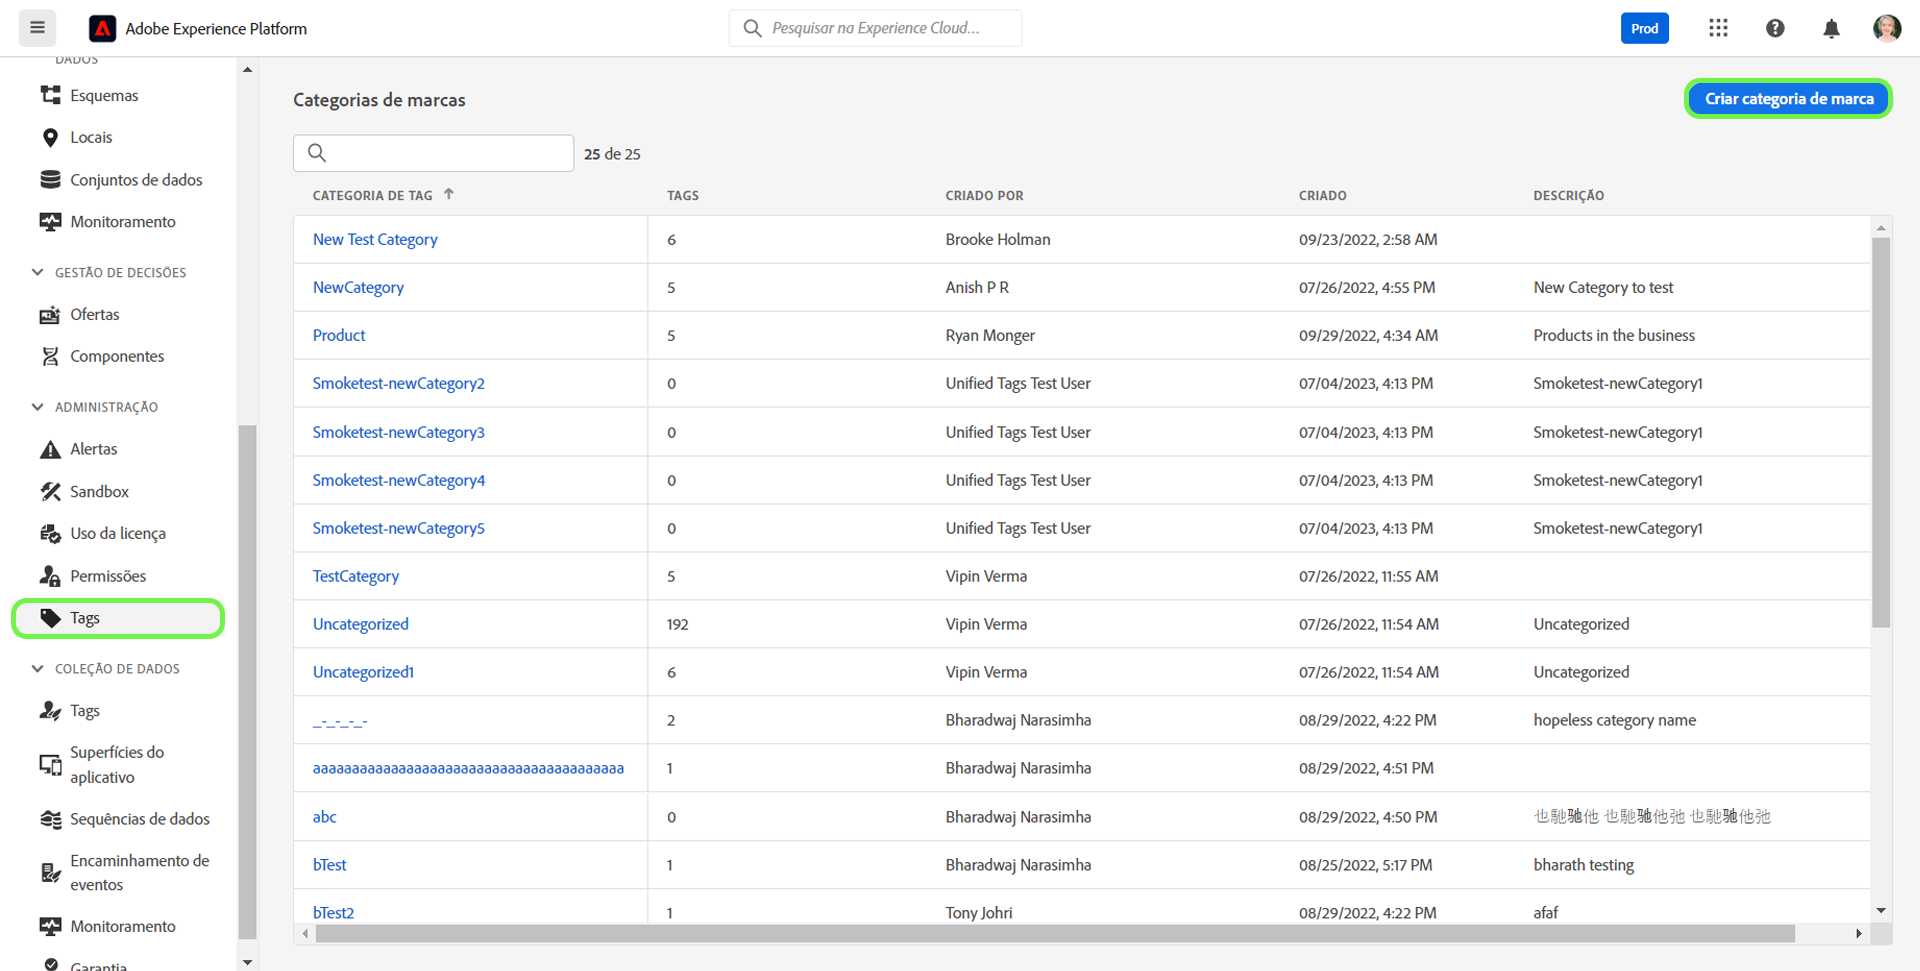 Adobe Experience Platform
Pesquisar na Experience Cloud...
Prod
DADOS
Esquemas
Locais
Conjuntos de dados
Monitoramento
GESTÃO DE DECISÕES
Ofertas
Componentes
ADMINISTRAÇÃO
Alertas
Sandbox
Uso da licença
Permissões
Tags
COLEÇÃO DE DADOS
Tags
Superfícies do
aplicativo
Sequências de dados
Encaminhamento de
eventos
Monitoramento
Garantia
Categorias de marcas
Criar categoria de marca
25 de 25
CATEGORIA DE TAG TAGS CRIADO POR CRIADO DESCRIÇÃO
New Test Category 6 Brooke Holman 09/23/2022, 2:58 AM
NewCategory 5 Anish P R 07/26/2022, 4:55 PM New Category to test
Product 5 Ryan Monger 09/29/2022, 4:34 AM Products in the business
Smoketest-newCategory2 0 Unified Tags Test User 07/04/2023, 4:13 PM Smoketest-newCategory1
Smoketest-newCategory3 0 Unified Tags Test User 07/04/2023, 4:13 PM Smoketest-newCategory1
Smoketest-newCategory4 0 Unified Tags Test User 07/04/2023, 4:13 PM Smoketest-newCategory1
Smoketest-newCategory5 0 Unified Tags Test User 07/04/2023, 4:13 PM Smoketest-newCategory1
TestCategory 5 Vipin Verma 07/26/2022, 11:55 AM
Uncategorized 192 Vipin Verma 07/26/2022, 11:54 AM Uncategorized
Uncategorized1 6 Vipin Verma 07/26/2022, 11:54 AM Uncategorized
_-_-_-_- 2 Bharadwaj Narasimha 08/29/2022, 4:22 PM hopeless category name
aaaaaaaaaaaaaaaaaaaaaaaaaaaaaaaaaaaaaaaa 1 Bharadwaj Narasimha 08/29/2022, 4:51 PM
abc 0 Bharadwaj Narasimha 08/29/2022, 4:50 PM 也馳驰他 也馳驰他弛 也馳驰他弛
bTest 1 Bharadwaj Narasimha 08/25/2022, 5:17 PM bharath testing
bTest2 1 Tony Johri 08/29/2022, 4:22 PM afaf